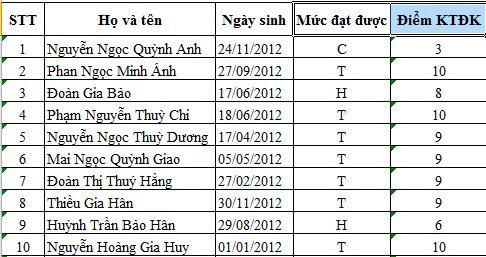 STT Họ và tên Ngày sinh Mức đạt được Điểm KTĐK
1 Nguyễn Ngọc Quỳnh Anh 24/11/2012 C 3
2 Phan Ngọc Minh Ánh 27/09/2012 T 10
3 Đoàn Gia Bảo 17/06/2012 H 8
4 Phạm Nguyễn Thuỳ Chi 18/06/2012 T 10
5 Nguyễn Ngọc Thuỳ Dương 17/04/2012 T 9
6 Mai Ngọc Quỳnh Giao 05/05/2012 T 9
7 Đoàn Thị Thuý Hằng 27/02/2012 T 9
8 Thiều Gia Hân 30/11/2012 T 9
9 Huỳnh Trần Bảo Hân 29/08/2012 H 6
10 Nguyễn Hoàng Gia Huy 01/01/2012 T 10